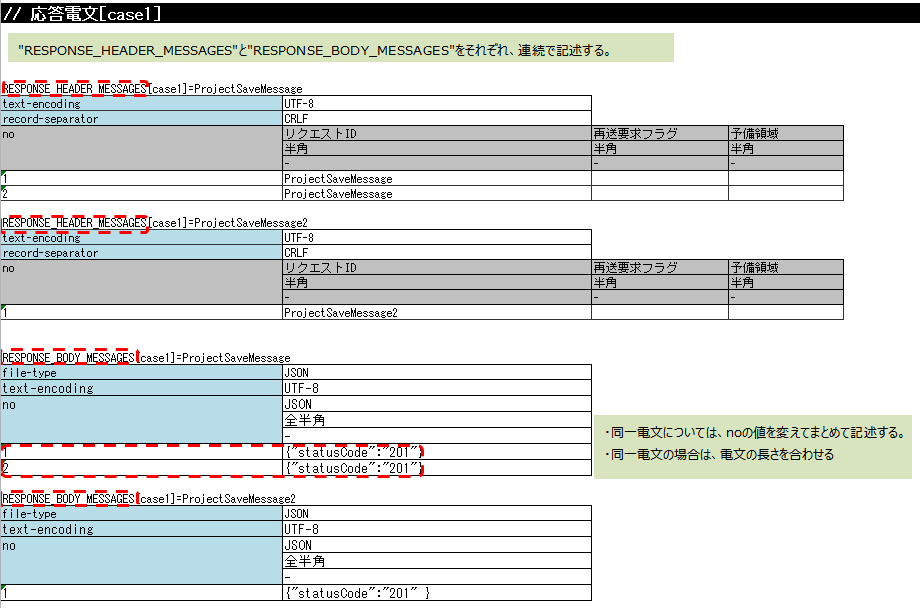 // 応答電文[case1]
"RESPONSE_HEADER_MESSAGES"と"RESPONSE_BODY_MESSAGES"をそれぞれ、連続で記述する。
RESPONSE_HEADER_MESSAGES[case1]=ProjectSaveMessage
text-encoding UTF-8
record-separator CRLF
no リクエストID 再送要求フラグ 予備領域
半角 半角 半角
- - -
1 ProjectSaveMessage
2 ProjectSaveMessage
RESPONSE_HEADER_MESSAGES[case1]=ProjectSaveMessage2
text-encoding UTF-8
record-separator CRLF
no リクエストID 再送要求フラグ 予備領域
半角 半角 半角
- - -
1 ProjectSaveMessage2
RESPONSE_BODY_MESSAGES[case1]=ProjectSaveMessage
file-type JSON
text-encoding UTF-8
no JSON
全半角
-
1 {"statusCode":"201"}
2 {"statusCode":"201"}
・同一電文については、noの値を変えてまとめて記述する。
・同一電文の場合は、電文の長さを合わせる
RESPONSE_BODY_MESSAGES[case1]=ProjectSaveMessage2
file-type JSON
text-encoding UTF-8
no JSON
全半角
-
1 {"statusCode":"201" }